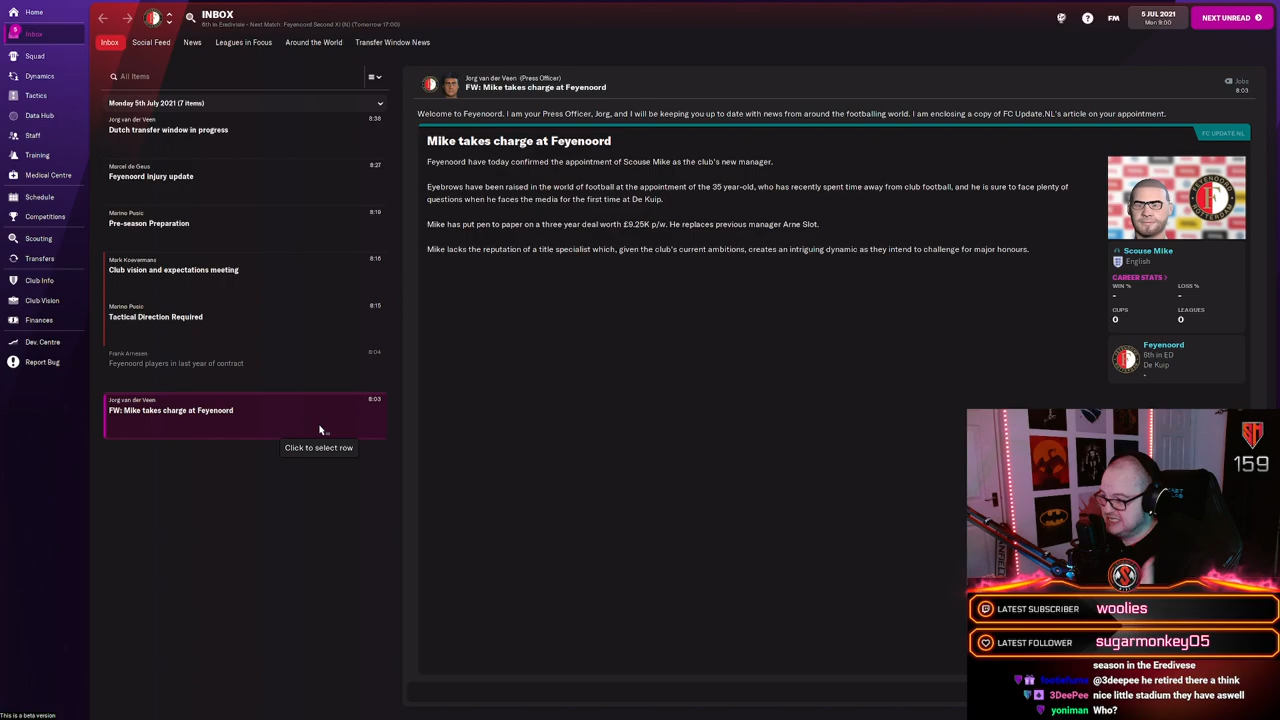 Home
5
Inbox
Squad
Dynamics
Tactics
Data Hub
Staff
Training
Medical Centre
Schedule
Competitions
Scouting
Transfers
Club Info
Club Vision
Finances
Dev. Centre
Report Bug
This is a beta version
INBOX
6th in Eredivisie - Next Match: Feyenoord Second XI (N) (Tomorrow 17:00)
FM
5 JUL 2021
Mon 9:00
NEXT UNREAD
Inbox
Social Feed
News
Leagues in Focus
Around the World
Transfer Window News
All Items
Monday 5th July 2021 (7 items)
Jorg van der Veen
8:38
Dutch transfer window in progress
Marcel de Geus
8:27
Feyenoord injury update
Marino Pusic
8:19
Pre-season Preparation
Mark Koevermans
8:16
Club vision and expectations meeting
Marino Pusic
8:15
Tactical Direction Required
Frank Arnesen
8:04
Feyenoord players in last year of contract
Jorg van der Veen
8:03
FW: Mike takes charge at Feyenoord
Click to select row
Jorg van der Veen (Press Officer)
FW: Mike takes charge at Feyenoord
Jobs
8:03
Welcome to Feyenoord. I am your Press Officer, Jorg, and I will be keeping you up to date with news from around the footballing world. I am enclosing a copy of FC Update.NL's article on your appointment.
FC UPDATE.NL
Mike takes charge at Feyenoord
Feyenoord have today confirmed the appointment of Scouse Mike as the club's new manager.
Eyebrows have been raised in the world of football at the appointment of the 35 year-old, who has recently spent time away from club football, and he is sure to face plenty of
questions when he faces the media for the first time at De Kuip.
Mike has put pen to paper on a three year deal worth £9.25K p/w. He replaces previous manager Arne Slot.
Mike lacks the reputation of a title specialist which, given the club's current ambitions, creates an intriguing dynamic as they intend to challenge for major honours.
Scouse Mike
English
CAREER STATS >
WIN %
LOSS %
-
-
CUPS
LEAGUES
0
0
Feyenoord
6th in ED
De Kuip
-
159
LATEST SUBSCRIBER
woolies
LATEST FOLLOWER
sugarmonkey05
season in the Eredivese
@3deepee he retired there a think
3DeePee nice little stadium they have aswell
yoniman Who?